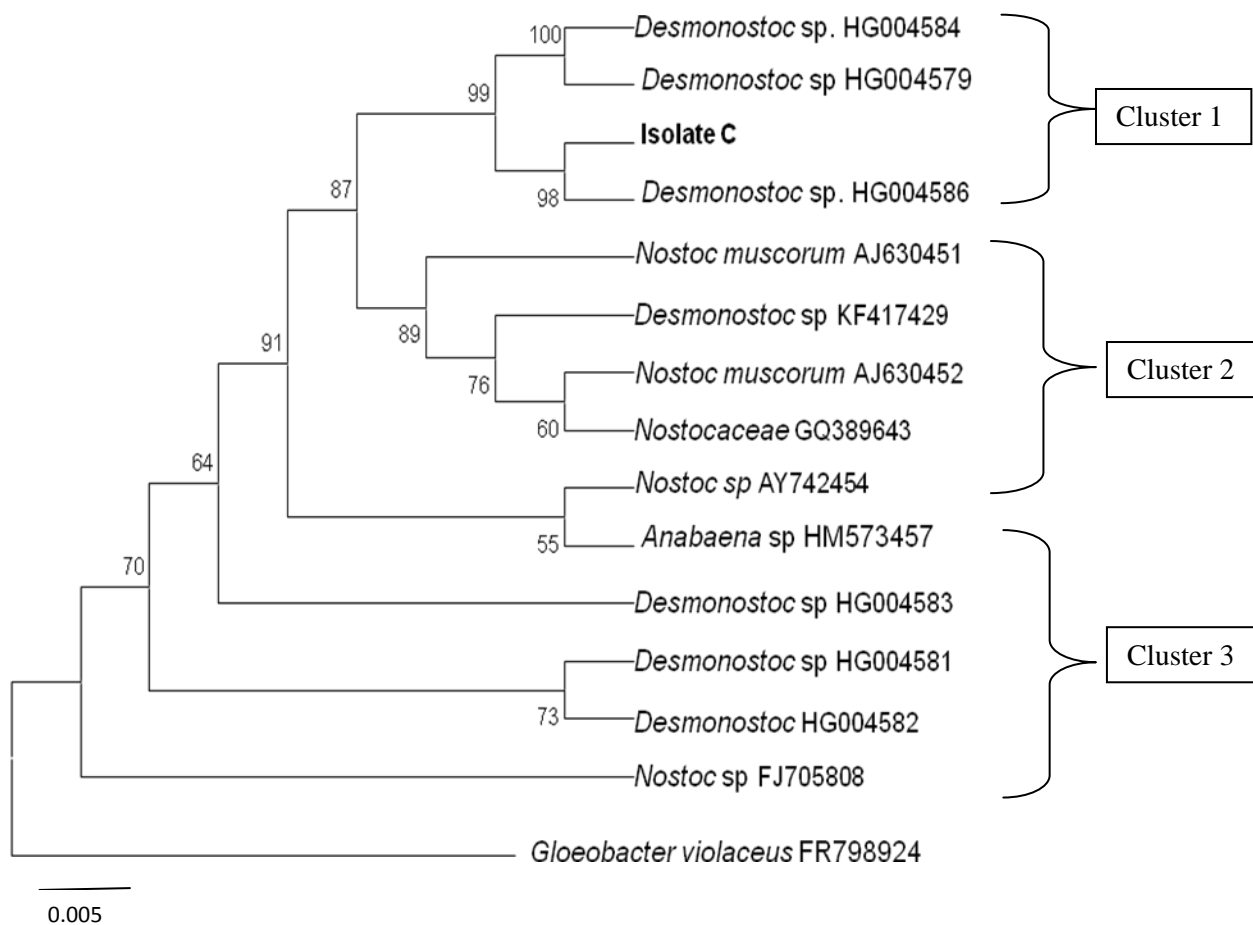 100
Desmonostoc sp. HG004584
Desmonostoc sp HG004579
99
Cluster 1
Isolate C
98
Desmonostoc sp. HG004586
87
Nostoc muscorum AJ630451
89
Desmonostoc sp KF417429
91
76
Nostoc muscorum AJ630452
Cluster 2
60
Nostocaceae GQ389643
64
Nostoc sp AY742454
55
Anabaena sp HM573457
70
Desmonostoc sp HG004583
Desmonostoc sp HG004581
Cluster 3
73
Desmonostoc HG004582
Nostoc sp FJ705808
Gloeobacter violaceus FR798924
0.005